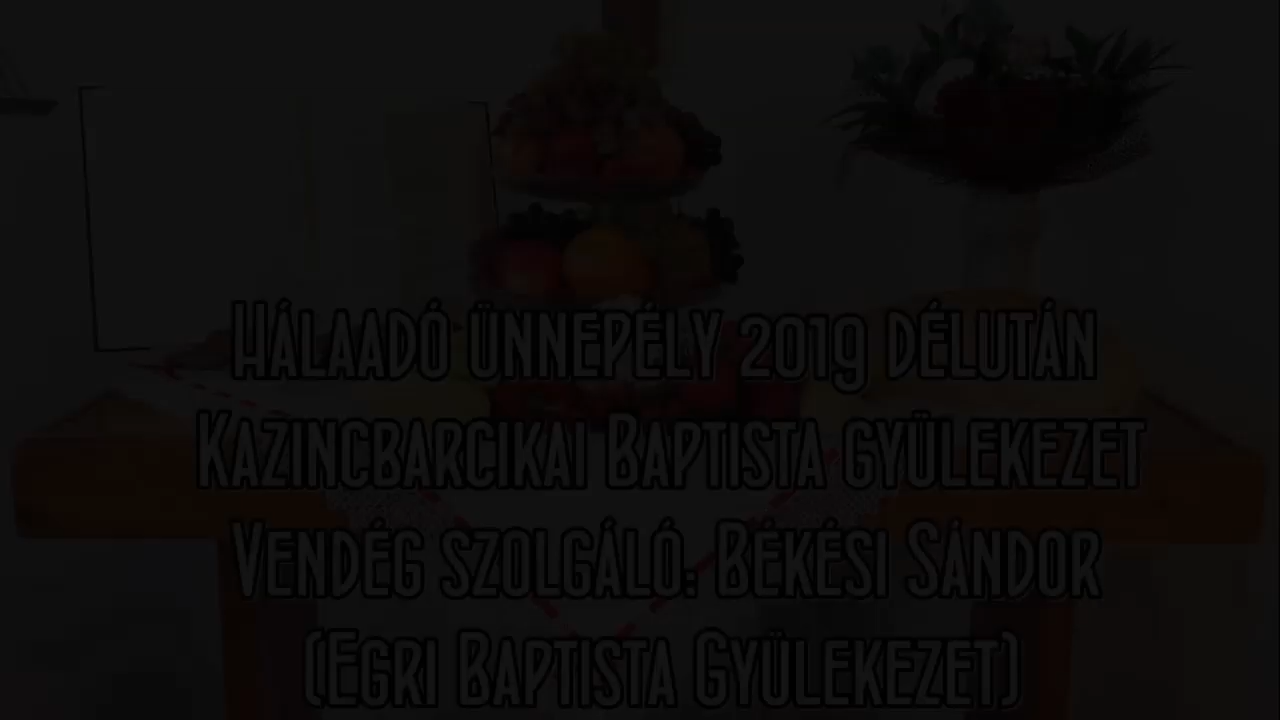 Hálaadó ünnepély 2019 délután
Kazincbarcikai Baptista gyülekezet
Vendég szolgáló: Békési Sándor
(Egri Baptista Gyülekezet)